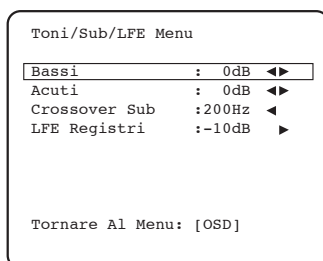 Toni/Sub/LFE Menu
Bassi : 0dB ◄►
Acuti : 0dB ◄►
Crossover Sub :200Hz ◄
LFE Registri :-10dB ►
Tornare Al Menu: [OSD]